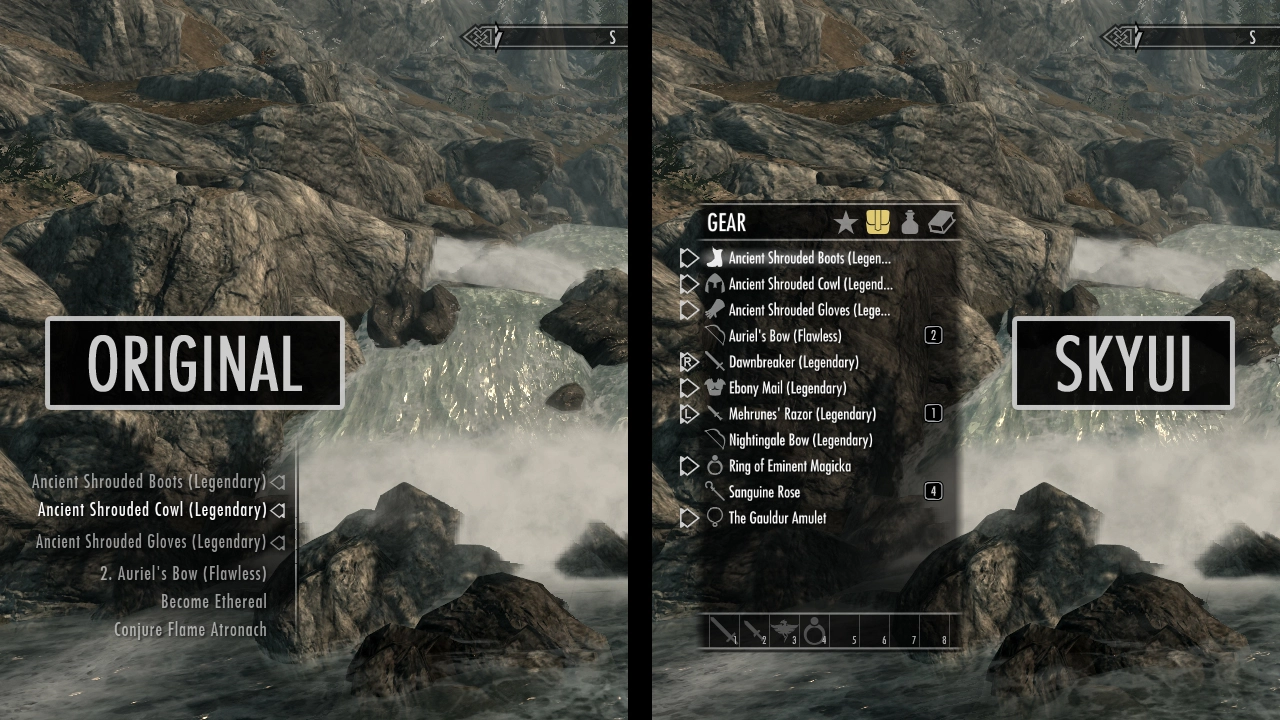 S
ORIGINAL
Ancient Shrouded Boots (Legendary)
Ancient Shrouded Cowl (Legendary)
Ancient Shrouded Gloves (Legendary)
2. Auriel's Bow (Flawless)
Become Ethereal
Conjure Flame Atronach
S
GEAR
Ancient Shrouded Boots (Legen...
Ancient Shrouded Cowl (Legend...
Ancient Shrouded Gloves (Lege...
Auriel's Bow (Flawless) 2
R Dawnbreaker (Legendary)
Ebony Mail (Legendary)
L Mehrunes' Razor (Legendary) 1
Nightingale Bow (Legendary)
Ring of Eminent Magicka
Sanguine Rose 4
The Gauldur Amulet
1 2 3 4 5 6 7 8
SKYUI